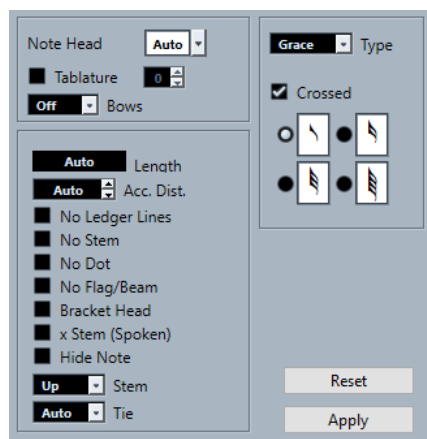 Note Head Auto
Tablature 0
Off Bows
Auto Length
Auto Acc. Dist.
No Ledger Lines
No Stem
No Dot
No Flag/Beam
Bracket Head
x Stem (Spoken)
Hide Note
Up Stem
Auto Tie
Grace Type
Crossed
Reset
Apply